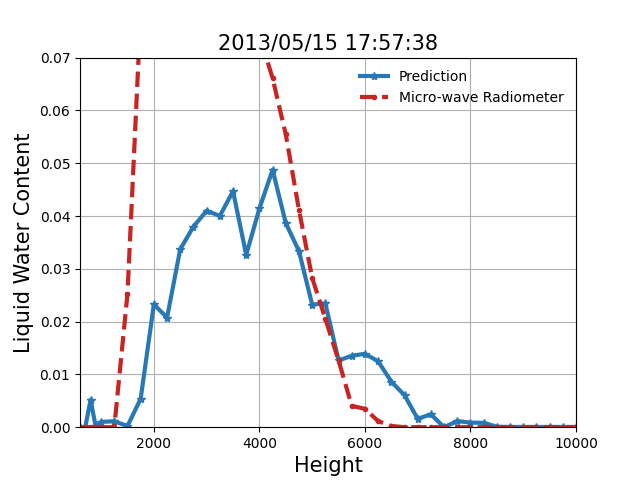 2013/05/15 17:57:38
Prediction
Micro-wave Radiometer
Liquid Water Content
0.07
0.06
0.05
0.04
0.03
0.02
0.01
0.00
2000 4000 6000 8000 10000
Height